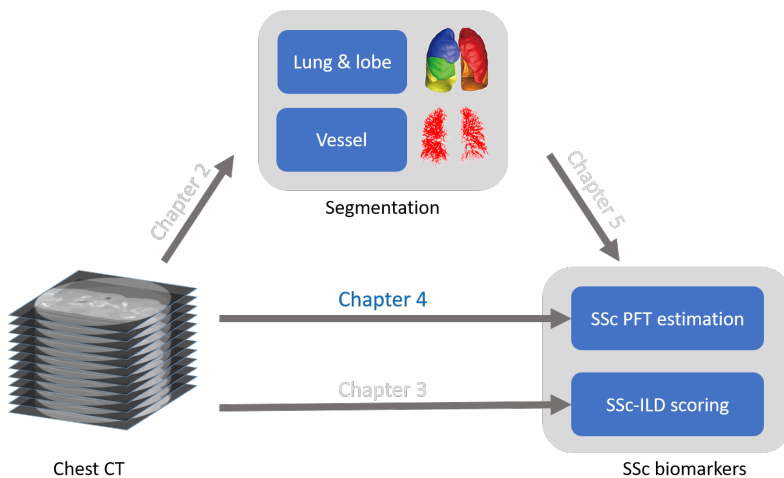 Lung & lobe
Vessel
Segmentation
Chapter 2
Chapter 5
Chapter 4
SSc PFT estimation
Chapter 3
SSc-ILD scoring
Chest CT
SSc biomarkers